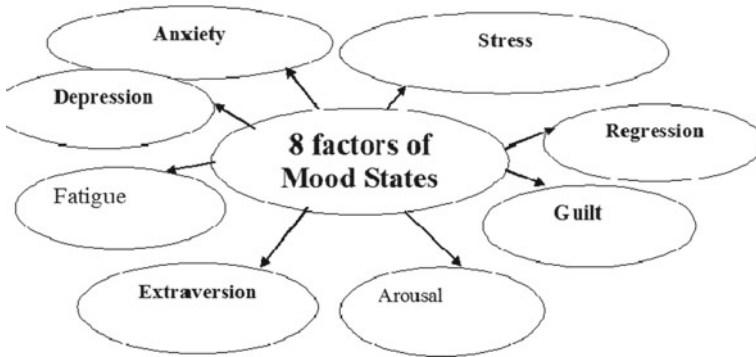 Anxiety
Stress
Depression
8 factors of
Mood States
Regression
Fatigue
Guilt
Extraversion
Arousal